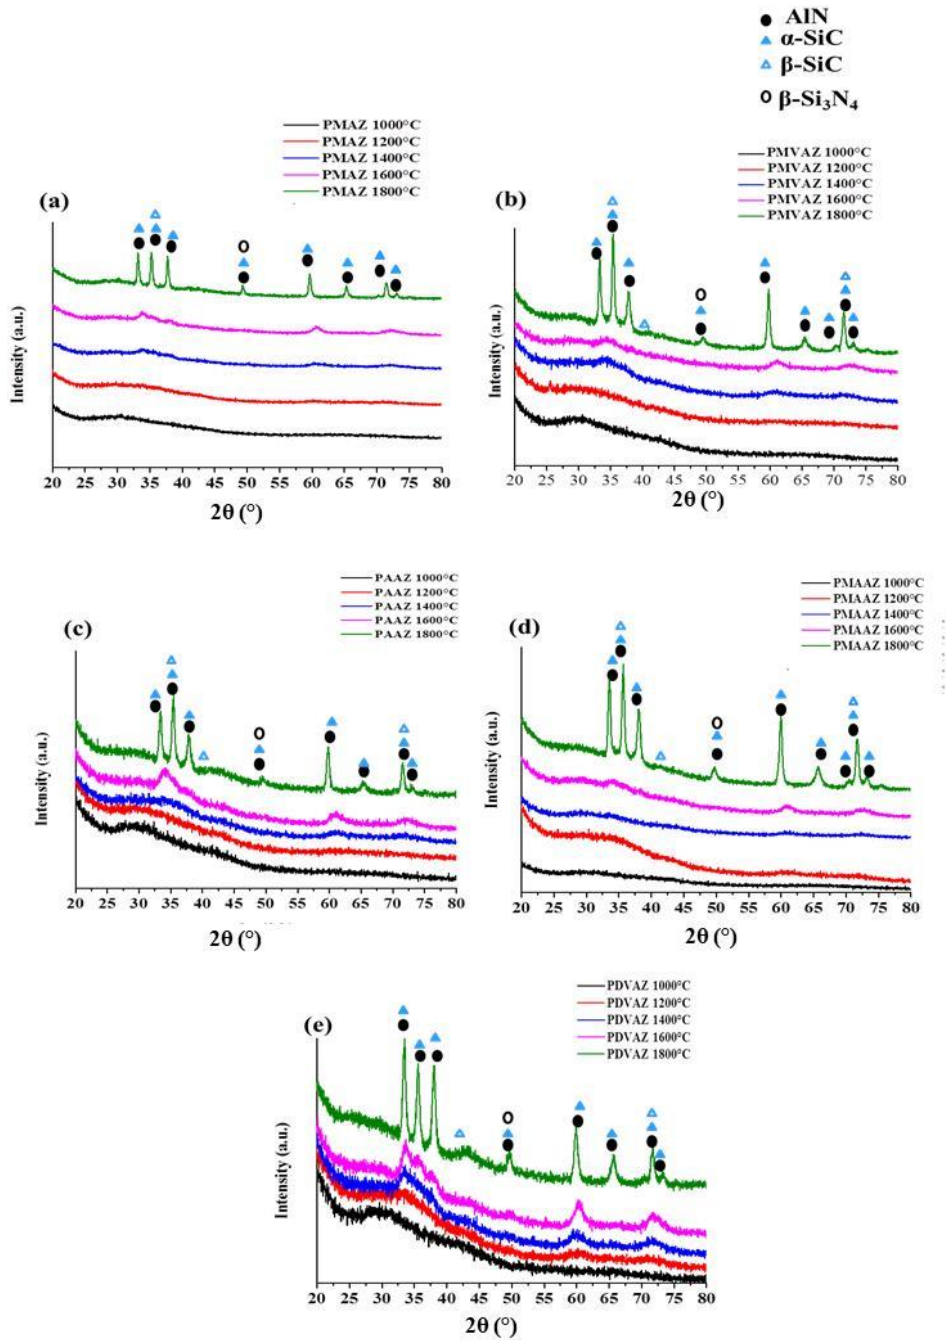 AlN
α-SiC
β-SiC
β-Si₃N₄
PMAZ 1000°C
PMAZ 1200°C
PMAZ 1400°C
PMAZ 1600°C
PMAZ 1800°C
(a)
Intensity (a.u.)
20 25 30 35 40 45 50 55 60 65 70 75 80
2θ (°)
PMVAZ 1000°C
PMVAZ 1200°C
PMVAZ 1400°C
PMVAZ 1600°C
PMVAZ 1800°C
(b)
Intensity (a.u.)
20 25 30 35 40 45 50 55 60 65 70 75 80
2θ (°)
PAAZ 1000°C
PAAZ 1200°C
PAAZ 1400°C
PAAZ 1600°C
PAAZ 1800°C
(c)
Intensity (a.u.)
20 25 30 35 40 45 50 55 60 65 70 75 80
2θ (°)
PMAAZ 1000°C
PMAAZ 1200°C
PMAAZ 1400°C
PMAAZ 1600°C
PMAAZ 1800°C
(d)
Intensity (a.u.)
20 25 30 35 40 45 50 55 60 65 70 75 80
2θ (°)
PDVAZ 1000°C
PDVAZ 1200°C
PDVAZ 1400°C
PDVAZ 1600°C
PDVAZ 1800°C
(e)
Intensity (a.u.)
20 25 30 35 40 45 50 55 60 65 70 75 80
2θ (°)